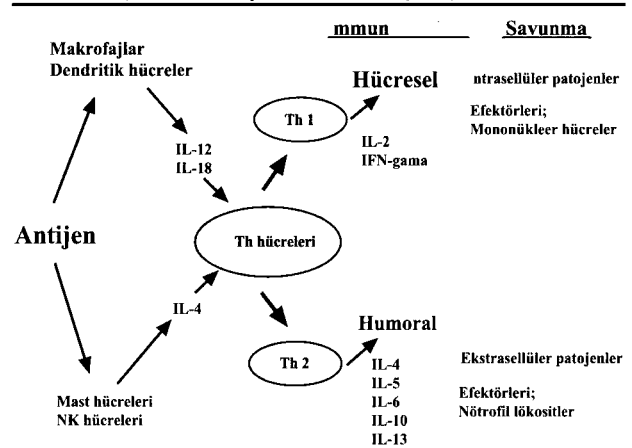 mmun Savunma
Makrofajlar
Dendritik hücreler
Hücresel
ntrasellüler patojenler
Th 1
Efektörleri;
Mononükleer hücreler
IL-2
IFN-gama
IL-12
IL-18
Antijen
Th hücreleri
IL-4
Humoral
Th 2
IL-4
IL-5
IL-6
IL-10
IL-13
Ekstrasellüler patojenler
Efektörleri;
Nötrofil lökositler
Mast hücreleri
NK hücreleri